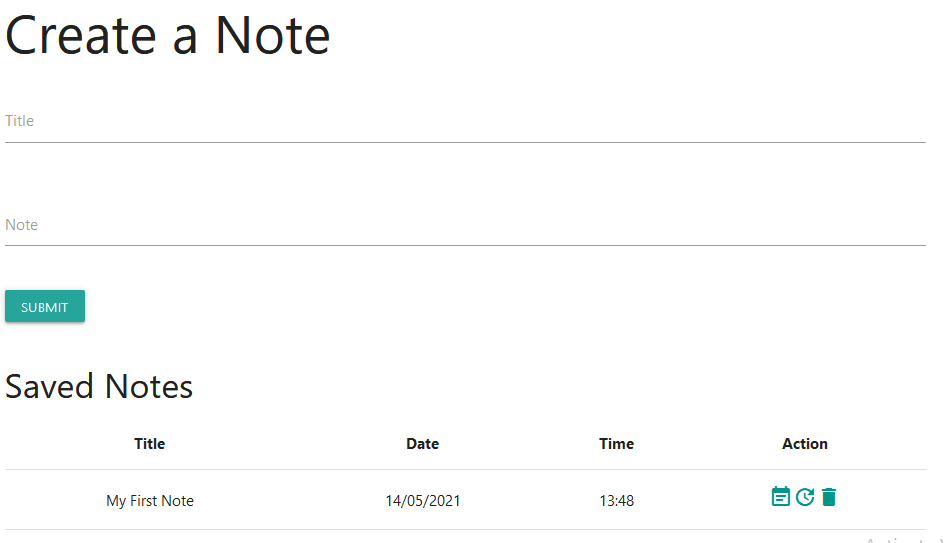 Create a Note
Title
Note
SUBMIT
Saved Notes
Title Date Time Action
My First Note 14/05/2021 13:48